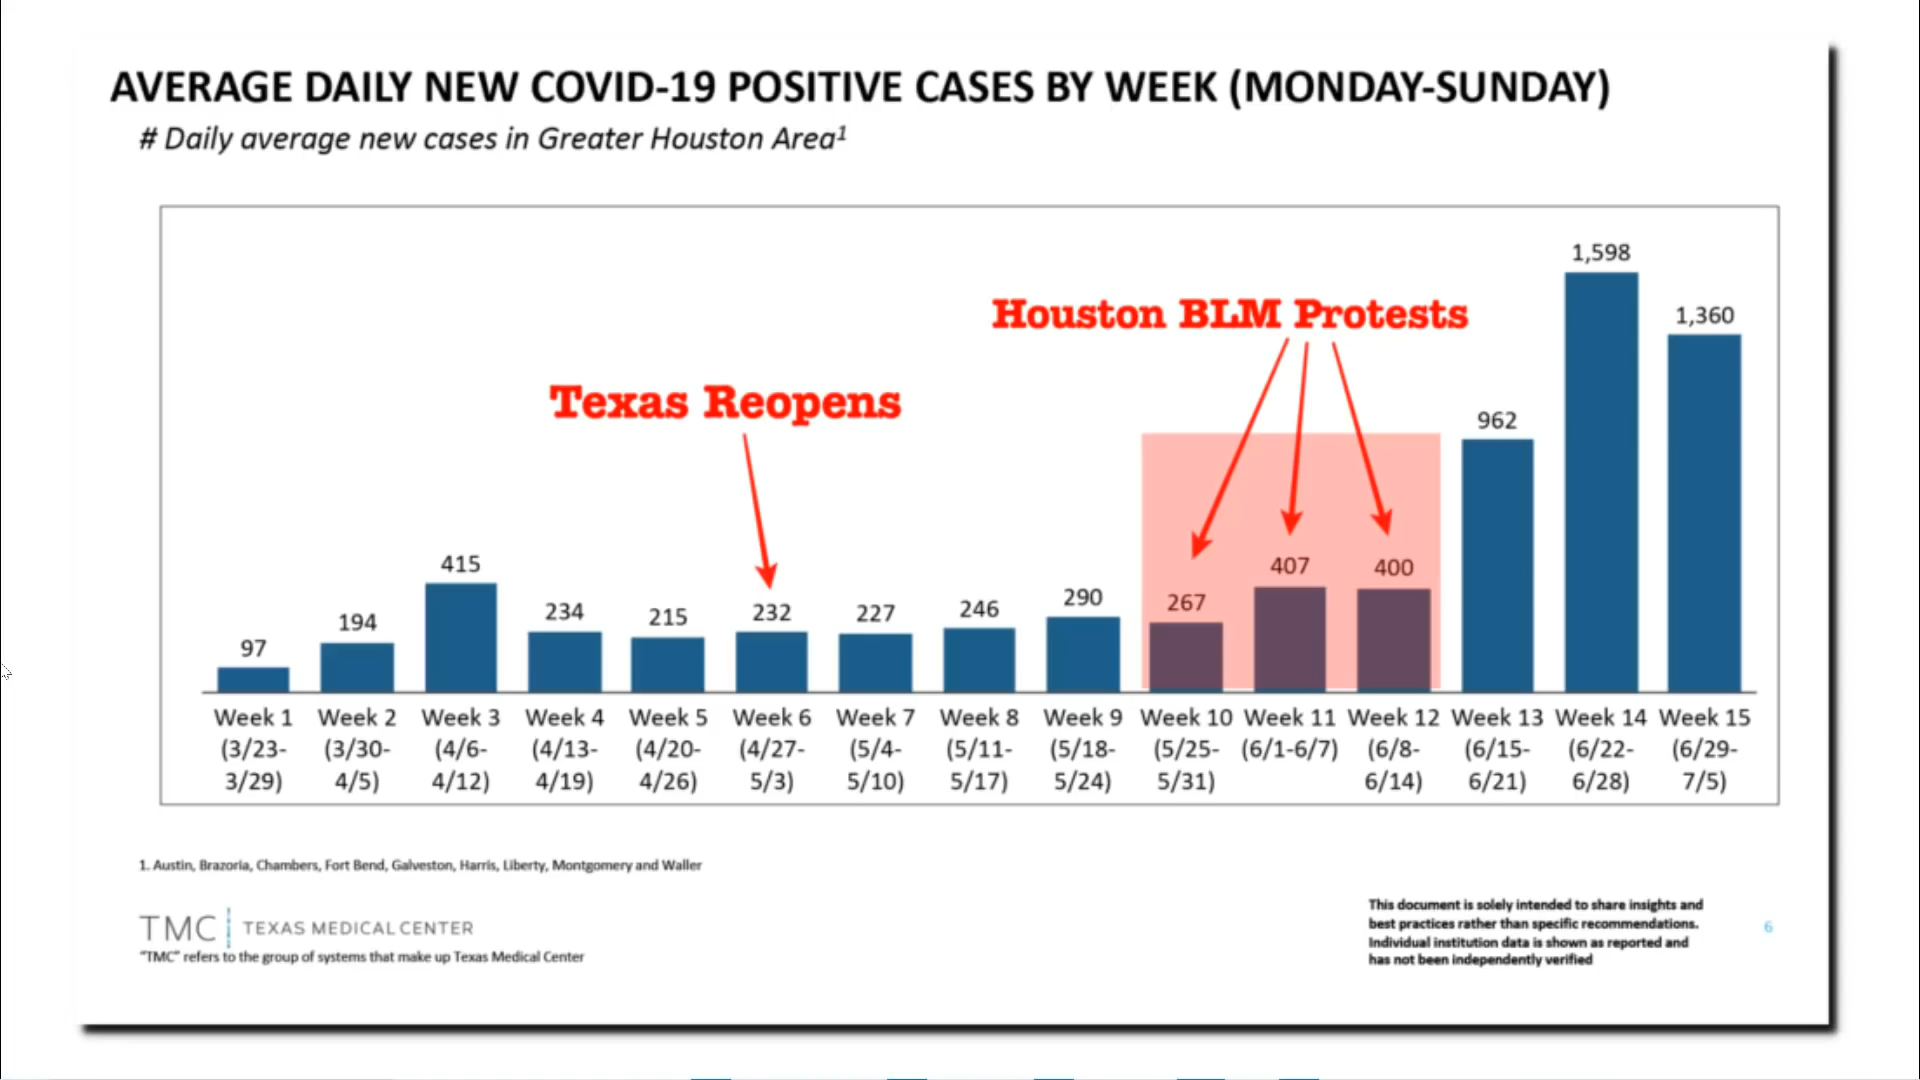 AVERAGE DAILY NEW COVID-19 POSITIVE CASES BY WEEK (MONDAY-SUNDAY)
# Daily average new cases in Greater Houston Area¹
Texas Reopens
Houston BLM Protests
97
194
415
234
215
232
227
246
290
267
407
400
962
1,598
1,360
Week 1
(3/23-
3/29)
Week 2
(3/30-
4/5)
Week 3
(4/6-
4/12)
Week 4
(4/13-
4/19)
Week 5
(4/20-
4/26)
Week 6
(4/27-
5/3)
Week 7
(5/4-
5/10)
Week 8
(5/11-
5/17)
Week 9
(5/18-
5/24)
Week 10
(5/25-
5/31)
Week 11
(6/1-6/7)
Week 12
(6/8-
6/14)
Week 13
(6/15-
6/21)
Week 14
(6/22-
6/28)
Week 15
(6/29-
7/5)
1. Austin, Brazoria, Chambers, Fort Bend, Galveston, Harris, Liberty, Montgomery and Waller
TMC TEXAS MEDICAL CENTER
"TMC" refers to the group of systems that make up Texas Medical Center
This document is solely intended to share insights and
best practices rather than specific recommendations.
Individual institution data is shown as reported and
has not been independently verified
6